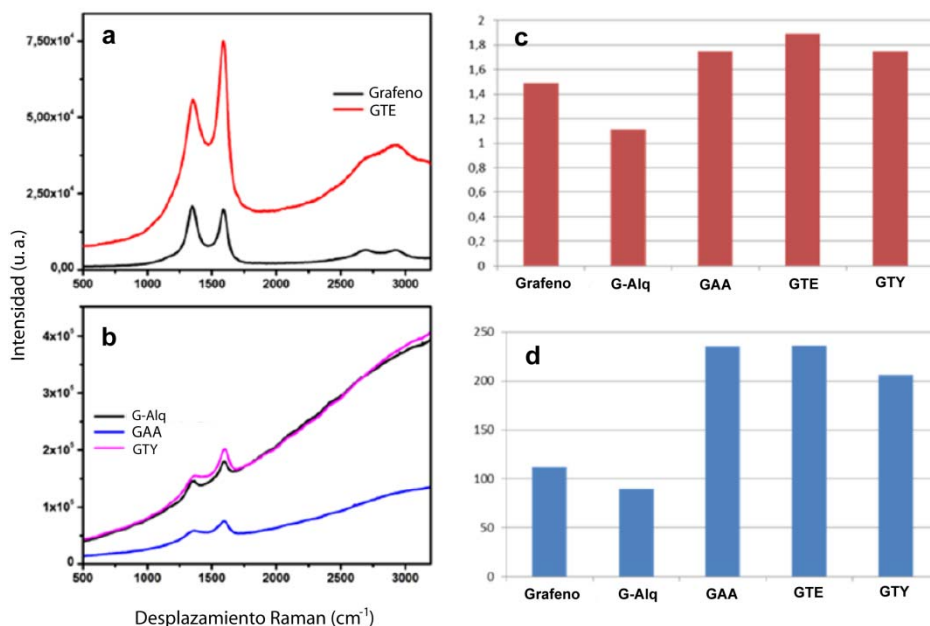 a
7,50x10⁴
5,00x10⁴
2,50x10⁴
0,00
Grafeno
GTE
500 1000 1500 2000 2500 3000
Intensidad (u.a.)
b
4x10⁵
3x10⁵
2x10⁵
1x10⁵
0
G-Alq
GAA
GTY
500 1000 1500 2000 2500 3000
Desplazamiento Raman (cm⁻¹)
c
2
1,8
1,6
1,4
1,2
1
0,8
0,6
0,4
0,2
0
Grafeno G-Alq GAA GTE GTY
d
250
200
150
100
50
0
Grafeno G-Alq GAA GTE GTY